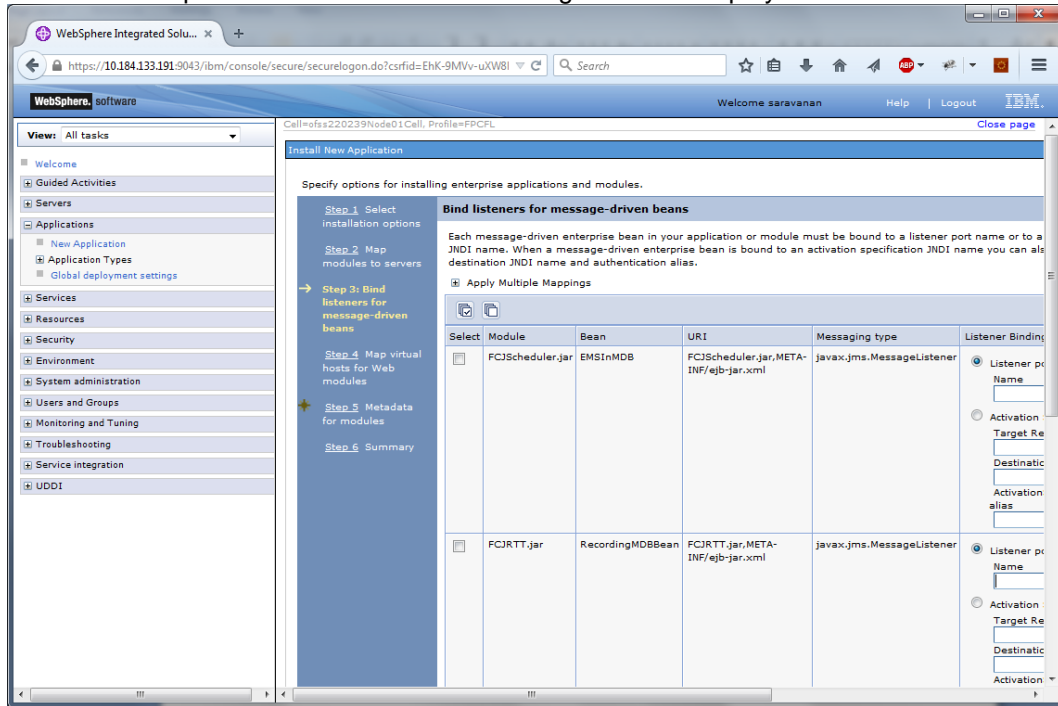 WebSphere Integrated Solu... × +
https://10.184.133.191:9043/ibm/console/secure/securelogon.do?csrfid=EhK-9MVv-uXW8I
Search
ABP
WebSphere. software
Welcome saravanan
Help | Logout
IBM.
View: All tasks
Welcome
Guided Activities
Servers
Applications
New Application
Application Types
Global deployment settings
Services
Resources
Security
Environment
System administration
Users and Groups
Monitoring and Tuning
Troubleshooting
Service integration
UDDI
Cell=ofss220239Node01Cell, Profile=FPCFL
Close page
Install New Application
Specify options for installing enterprise applications and modules.
Step 1 Select
installation options
Step 2 Map
modules to servers
Step 3: Bind
listeners for
message-driven
beans
Step 4 Map virtual
hosts for Web
modules
Step 5 Metadata
for modules
Step 6 Summary
Bind listeners for message-driven beans
Each message-driven enterprise bean in your application or module must be bound to a listener port name or to a
JNDI name. When a message-driven enterprise bean is bound to an activation specification JNDI name you can als
destination JNDI name and authentication alias.
Apply Multiple Mappings
Select Module Bean URI Messaging type Listener Binding
FCJScheduler.jar EMSInMDB FCJScheduler.jar,META-
INF/ejb-jar.xml
javax.jms.MessageListener
Listener po
Name
Activation
Target Re
Destinatic
Activation
alias
FCJRTT.jar RecordingMDBBean FCJRTT.jar,META-
INF/ejb-jar.xml
javax.jms.MessageListener
Listener po
Name
Activation
Target Re
Destinatic
Activation